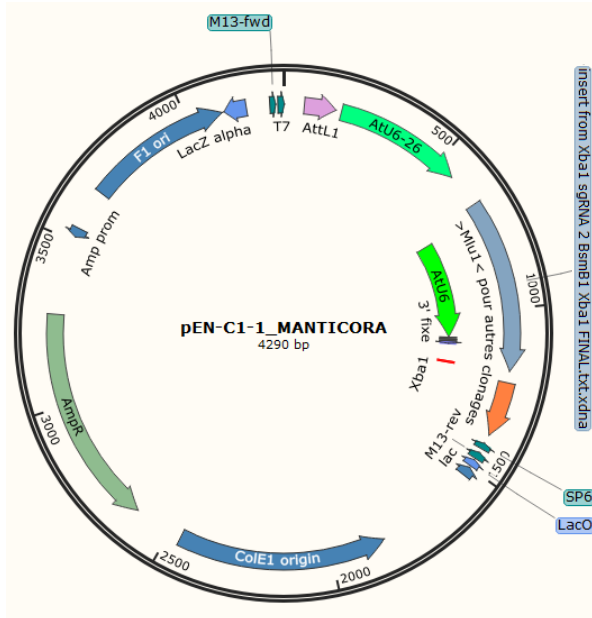 M13-fwd
4000
F1 ori
LacZ alpha
T7
AttL1
AtU6-26
500
insert from Xba1 sgRNA 2 BsmB1 Xba1 FINAL.txt.xdna
3500
Amp prom
>Mlu1< pour autres clonages
1000
AtU6
3' fixe
pEN-C1-1_MANTICORA
4290 bp
Xba1
AmpR
3000
M13-rev
lac
1500
SP6
LacO
2500
ColE1 origin
2000